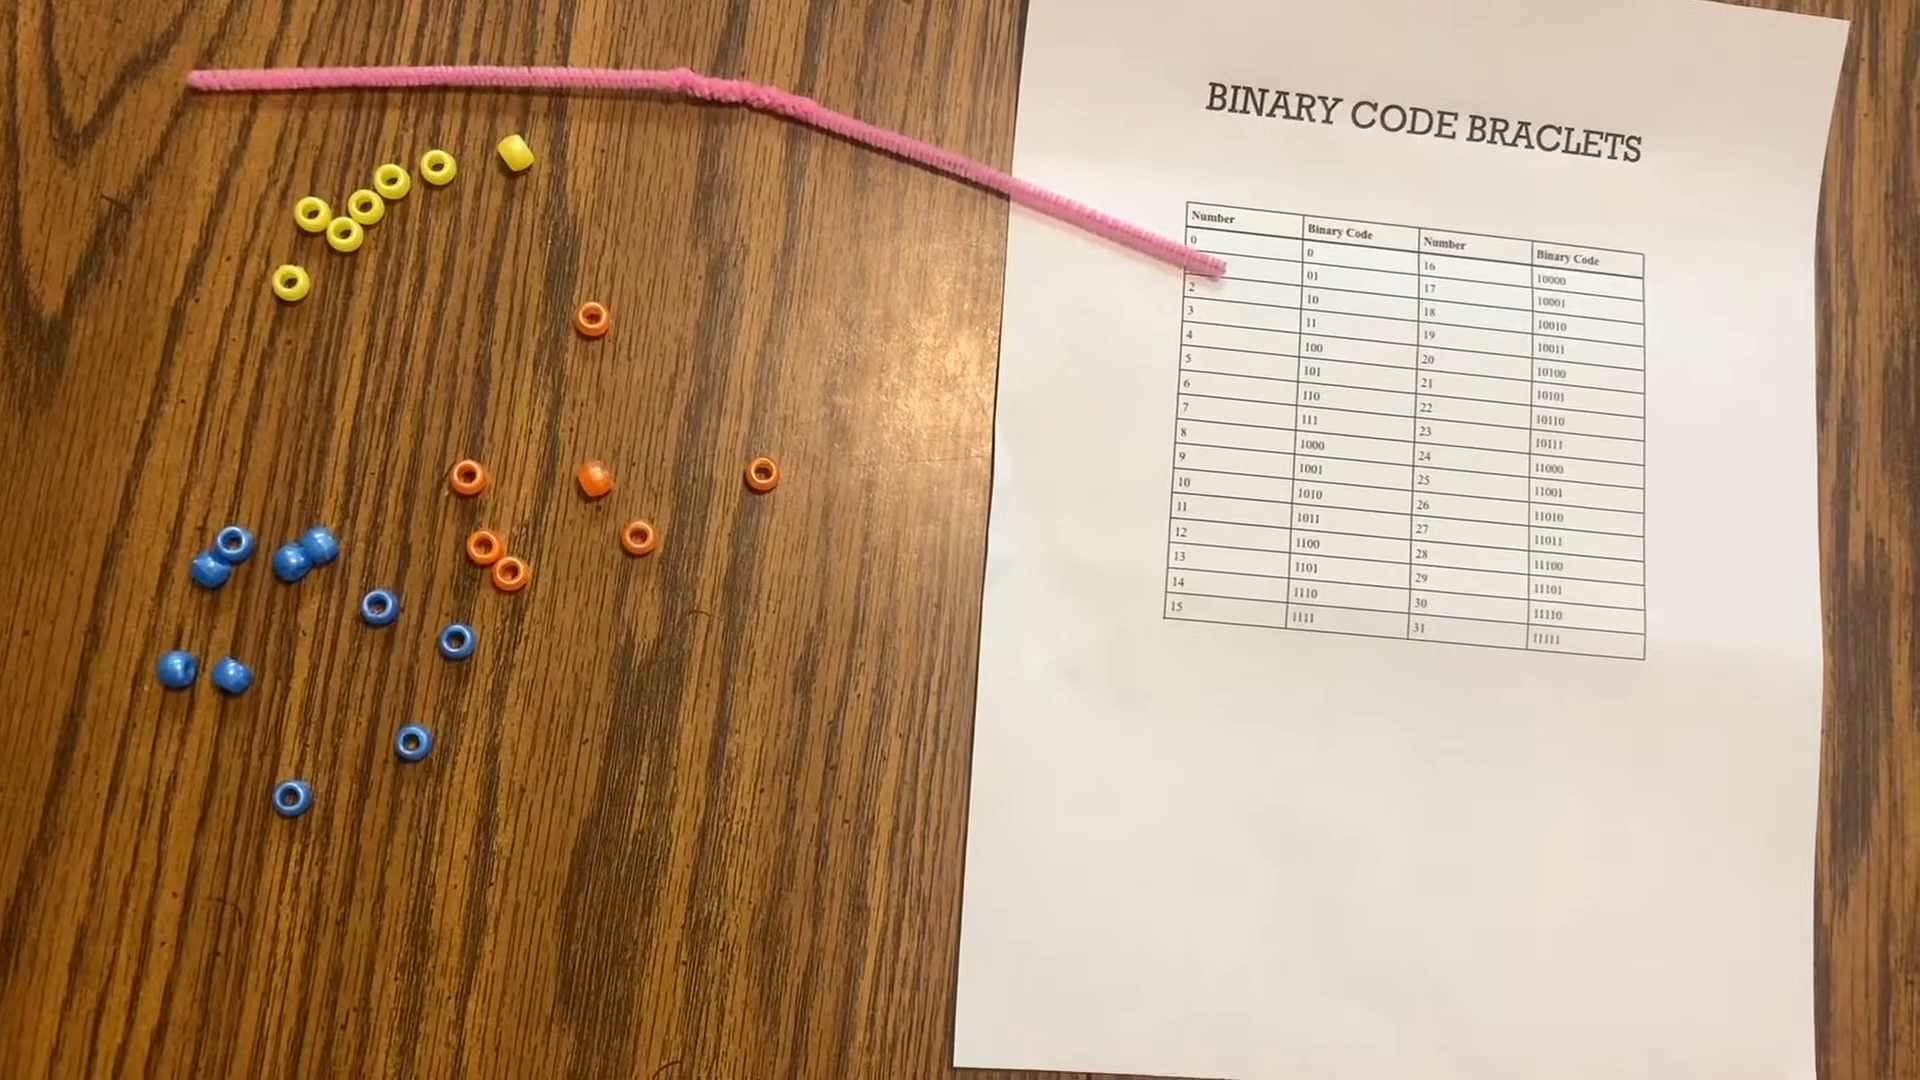 BINARY CODE BRACLETS
Number Binary Code Number Binary Code
0 0 16 10000
01 17 10001
2 10 18 10010
3 11 19 10011
4 100 20 10100
5 101 21 10101
6 110 22 10110
7 111 23 10111
8 1000 24 11000
9 1001 25 11001
10 1010 26 11010
11 1011 27 11011
12 1100 28 11100
13 1101 29 11101
14 1110 30 11110
15 1111 31 11111